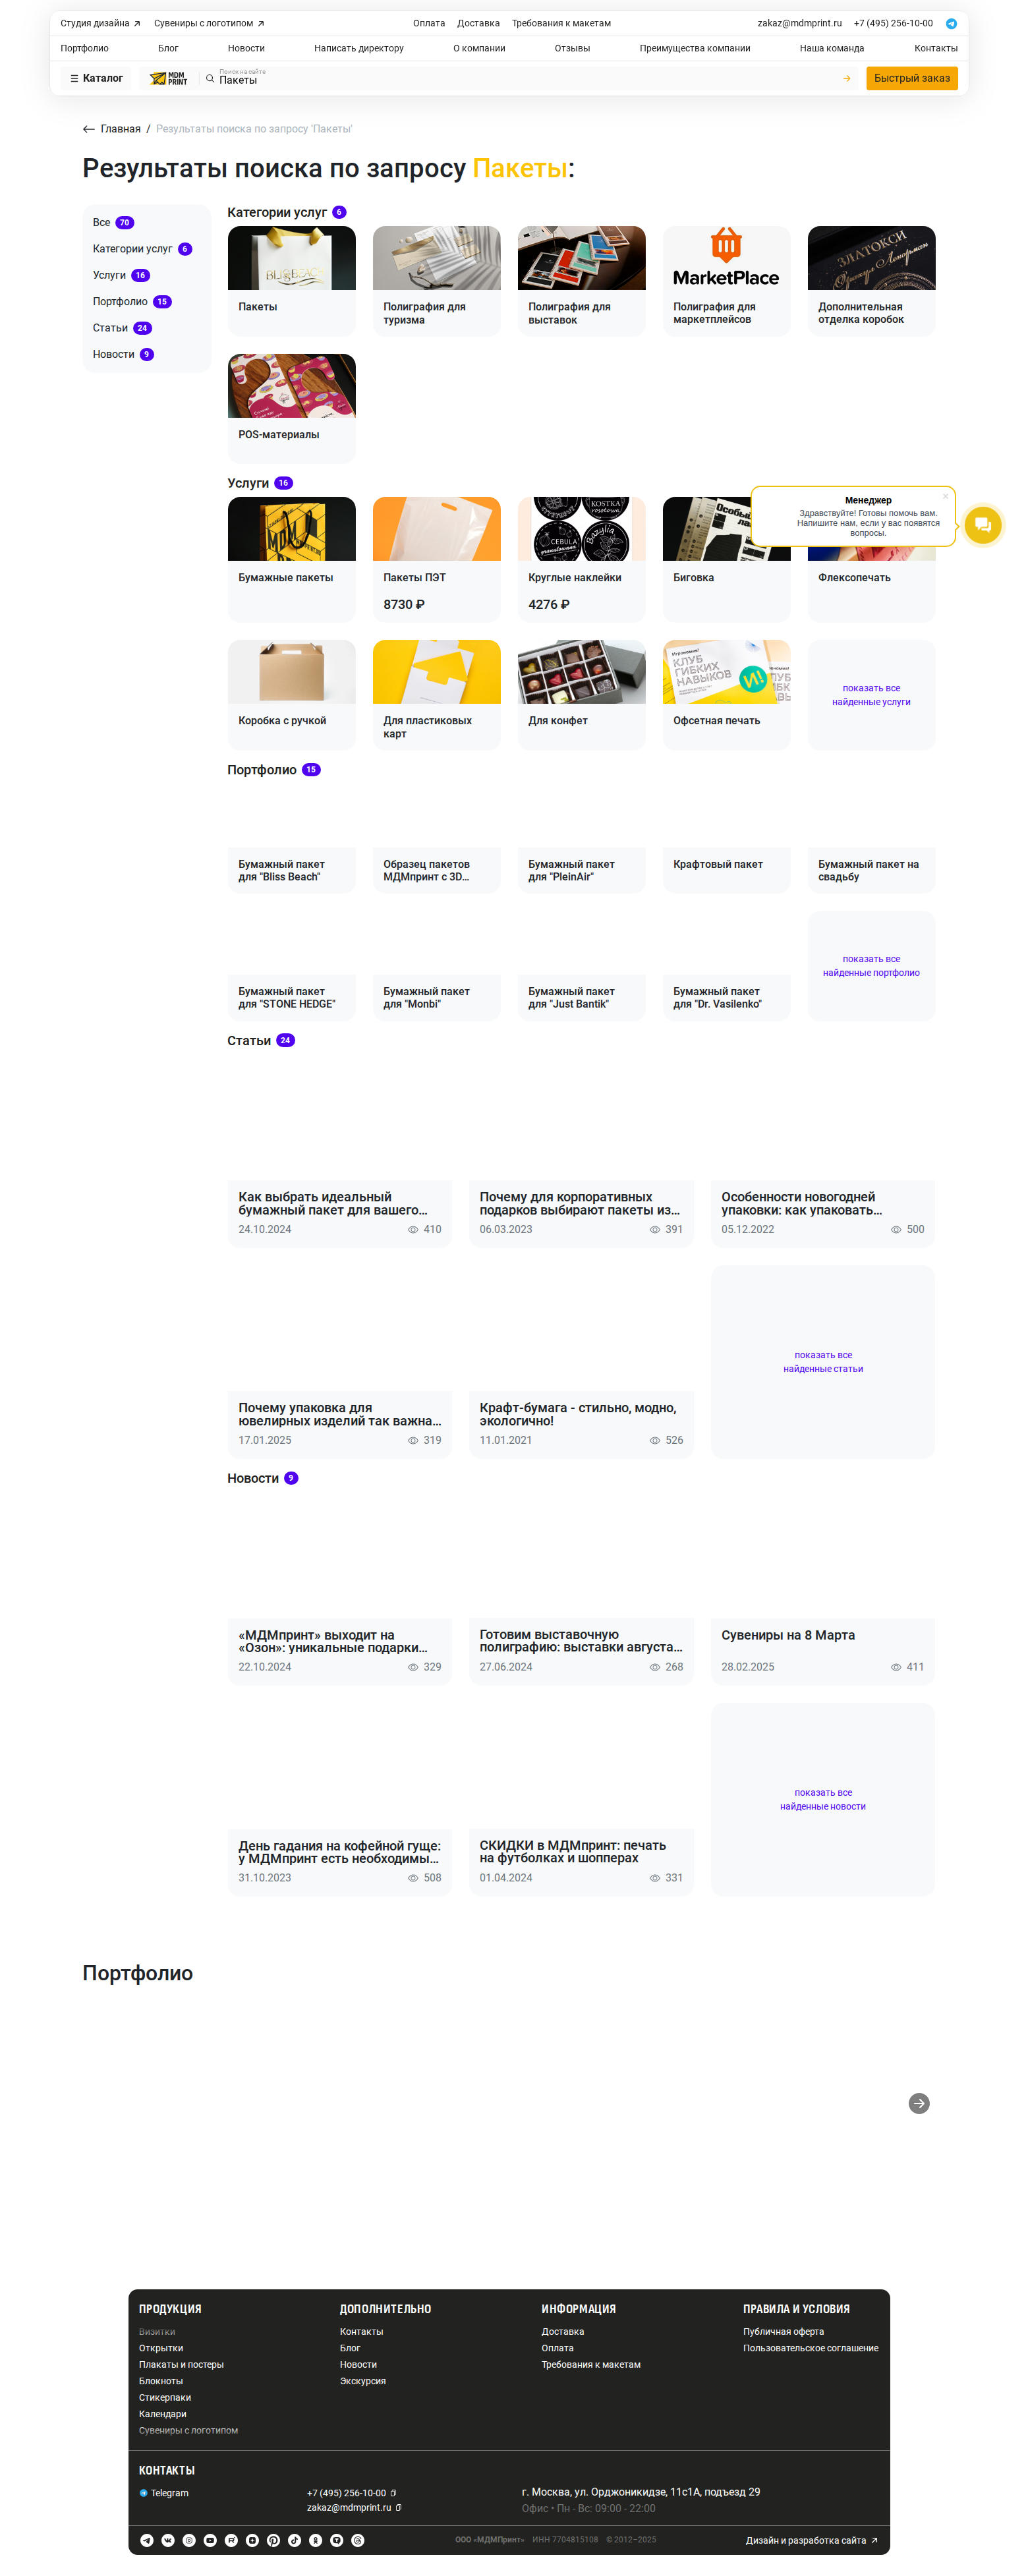 Студия дизайна
Сувениры с логотипом
Оплата
Доставка
Требования к макетам
zakaz@mdmprint.ru
+7 (495) 256-10-00
Портфолио
Блог
Новости
Написать директору
О компании
Отзывы
Преимущества компании
Наша команда
Контакты
Каталог
MDM
PRINT
Поиск на сайте
Пакеты
Быстрый заказ
Главная / Результаты поиска по запросу 'Пакеты'
Результаты поиска по запросу Пакеты:
Все 70
Категории услуг 6
Услуги 16
Портфолио 15
Статьи 24
Новости 9
Категории услуг 6
MarketPlace
ЗЛАТОКСИ
Пакеты
Полиграфия для
туризма
Полиграфия для
выставок
Полиграфия для
маркетплейсов
Дополнительная
отделка коробок
POS-материалы
Услуги 16
KOSTKA
rosołowa
CEBULA
Bazylia
Менеджер
Здравствуйте! Готовы помочь вам.
Напишите нам, если у вас появятся
вопросы.
Бумажные пакеты
Пакеты ПЭТ
8730 ₽
Круглые наклейки
4276 ₽
Биговка
Флексопечать
КЛУБ
ГИБКИХ
НАВЫКОВ
Коробка с ручкой
Для пластиковых
карт
Для конфет
Офсетная печать
показать все
найденные услуги
Портфолио 15
Бумажный пакет
для "Bliss Beach"
Образец пакетов
МДМпринт с 3D...
Бумажный пакет
для "PleinAir"
Крафтовый пакет
Бумажный пакет на
свадьбу
Бумажный пакет
для "STONE HEDGE"
Бумажный пакет
для "Monbi"
Бумажный пакет
для "Just Bantik"
Бумажный пакет
для "Dr. Vasilenko"
показать все
найденные портфолио
Статьи 24
Как выбрать идеальный
бумажный пакет для вашего...
24.10.2024 410
Почему для корпоративных
подарков выбирают пакеты из...
06.03.2023 391
Особенности новогодней
упаковки: как упаковать...
05.12.2022 500
Почему упаковка для
ювелирных изделий так важна...
17.01.2025 319
Крафт-бумага - стильно, модно,
экологично!
11.01.2021 526
показать все
найденные статьи
Новости 9
«МДМпринт» выходит на
«Озон»: уникальные подарки...
22.10.2024 329
Готовим выставочную
полиграфию: выставки августа...
27.06.2024 268
Сувениры на 8 Марта
28.02.2025 411
День гадания на кофейной гуще:
у МДМпринт есть необходимы...
31.10.2023 508
СКИДКИ в МДМпринт: печать
на футболках и шопперах
01.04.2024 331
показать все
найденные новости
Портфолио
ПРОДУКЦИЯ
Визитки
Открытки
Плакаты и постеры
Блокноты
Стикерпаки
Календари
Сувениры с логотипом
ДОПОЛНИТЕЛЬНО
Контакты
Блог
Новости
Экскурсия
ИНФОРМАЦИЯ
Доставка
Оплата
Требования к макетам
ПРАВИЛА И УСЛОВИЯ
Публичная оферта
Пользовательское соглашение
КОНТАКТЫ
Telegram
+7 (495) 256-10-00
zakaz@mdmprint.ru
г. Москва, ул. Орджоникидзе, 11с1А, подъезд 29
Офис • Пн - Вс: 09:00 - 22:00
ООО «МДМПринт» ИНН 7704815108 © 2012–2025
Дизайн и разработка сайта